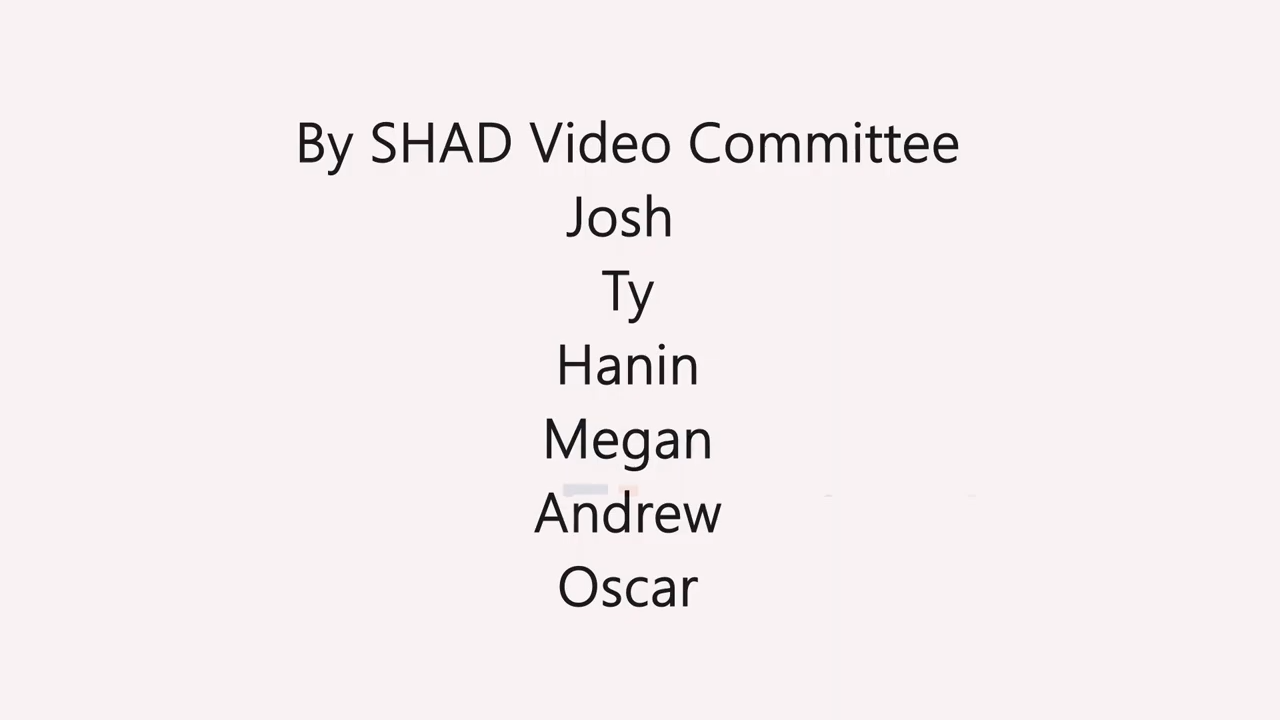 By SHAD Video Committee
Josh
Ty
Hanin
Megan
Andrew
Oscar